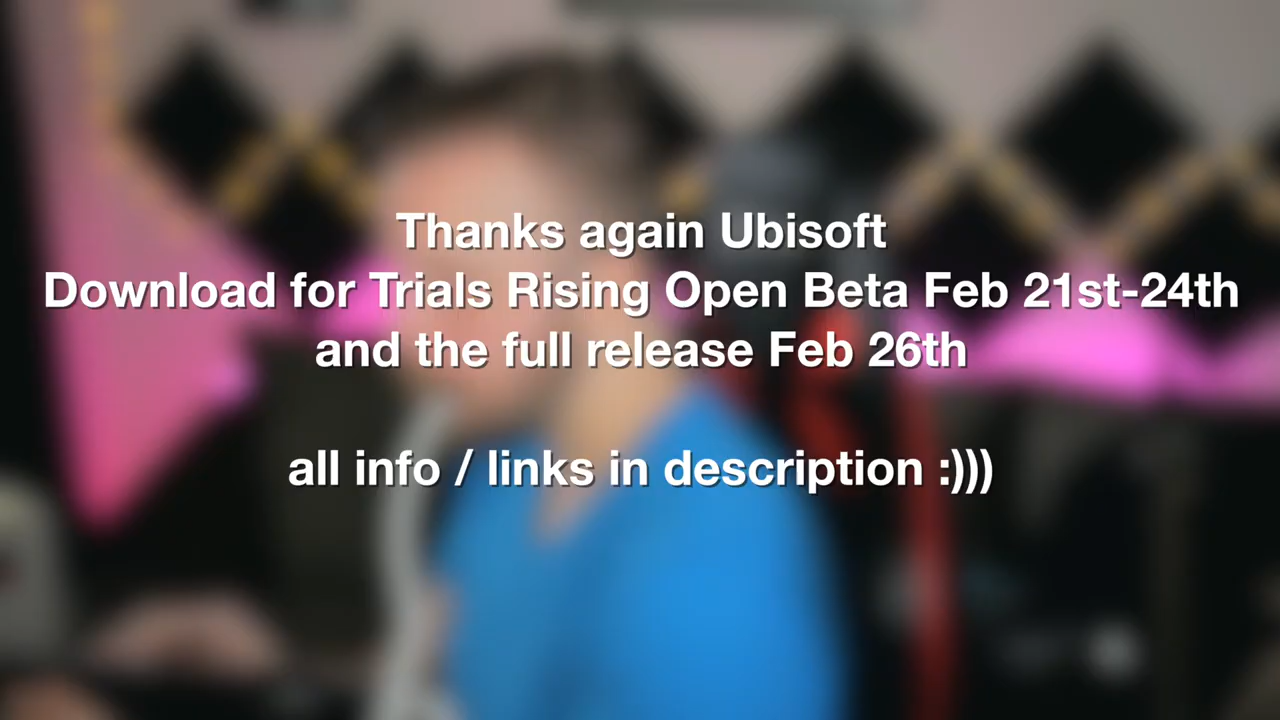 Thanks again Ubisoft
Download for Trials Rising Open Beta Feb 21st-24th
and the full release Feb 26th
all info / links in description :)))